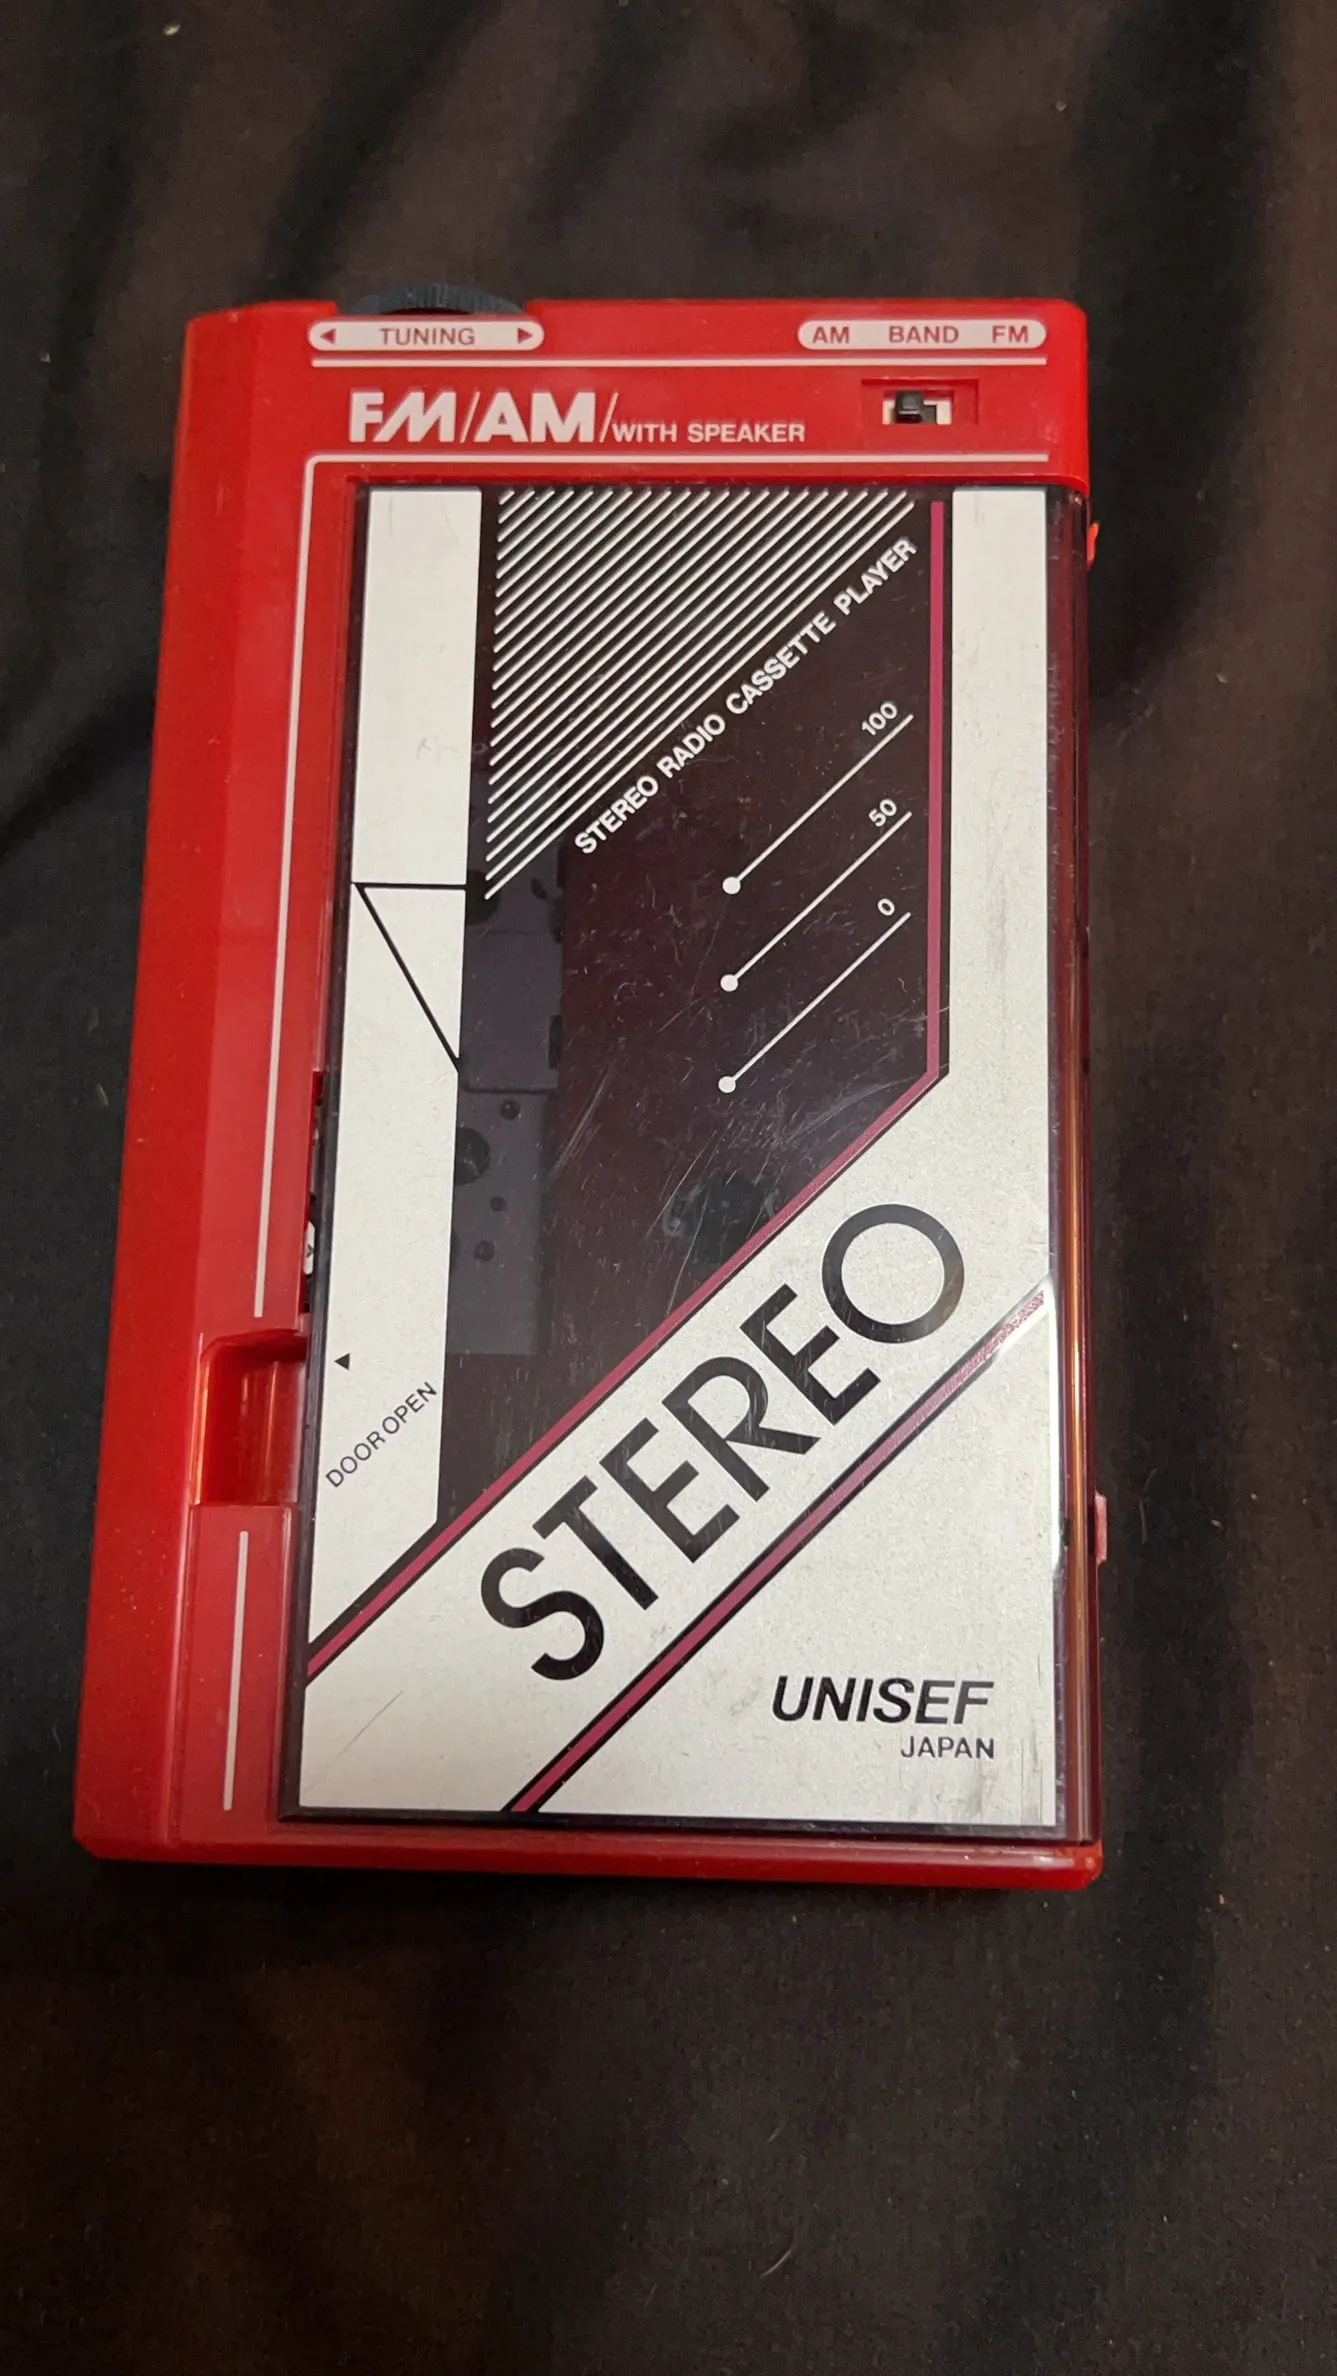 ◄ TUNING ►
AM BAND FM
FM/AM/WITH SPEAKER
STEREO RADIO CASSETTE PLAYER
100
50
0
DOOR OPEN
STEREO
UNISEF
JAPAN